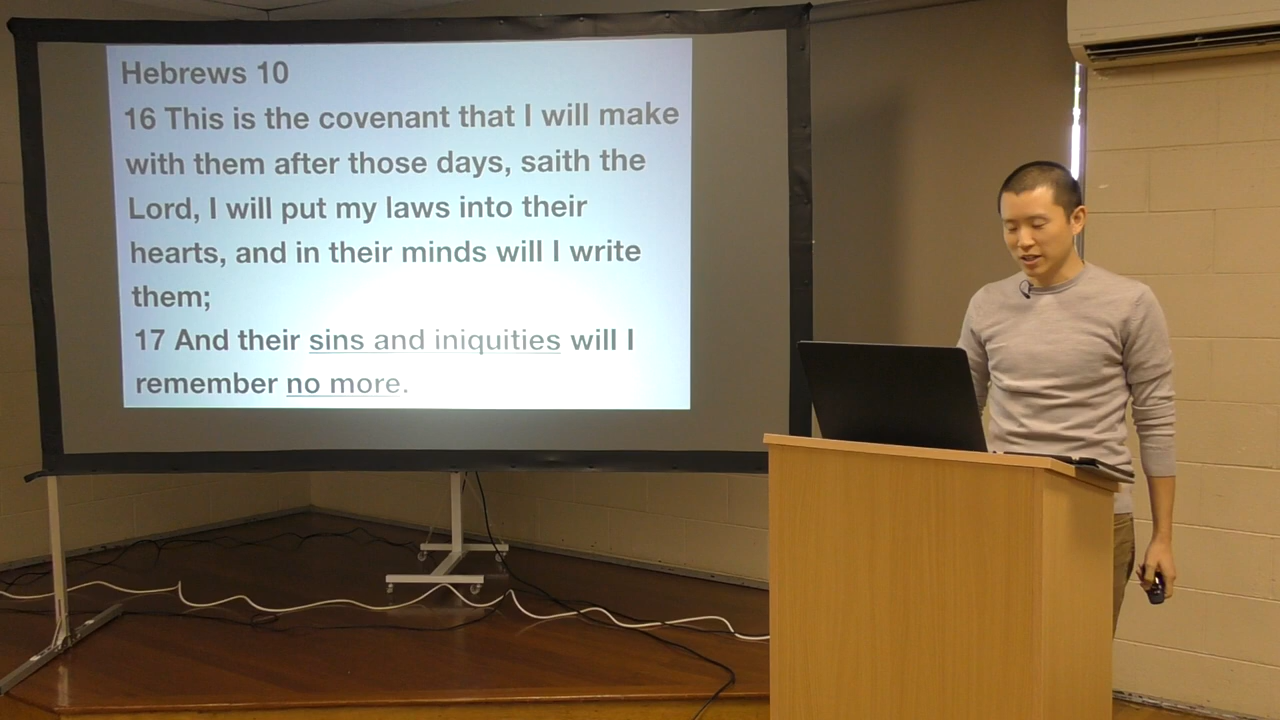 Hebrews 10
16 This is the covenant that I will make
with them after those days, saith the
Lord, I will put my laws into their
hearts, and in their minds will I write
them;
17 And their sins and iniquities will I
remember no more.